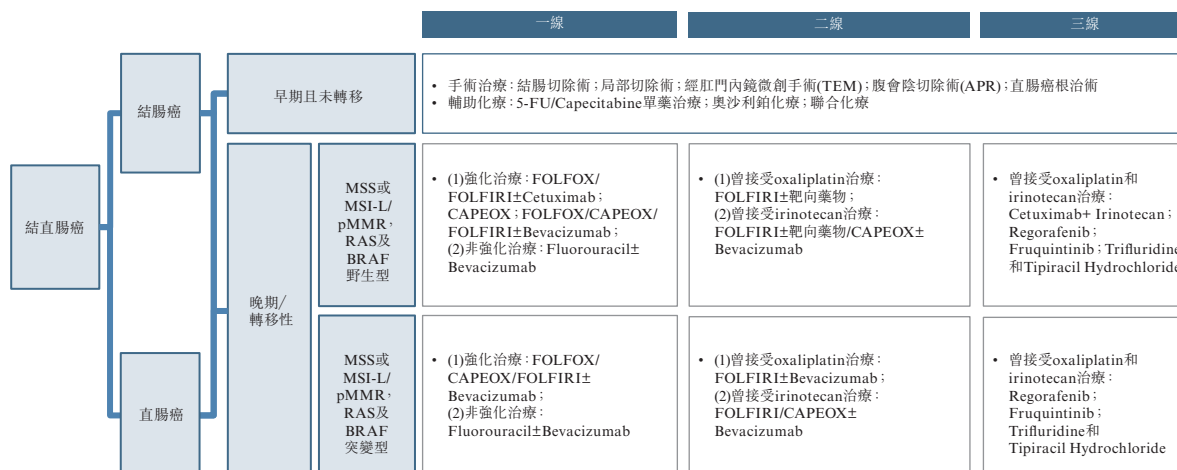 一線
二線
三線
結直腸癌
結腸癌
直腸癌
早期且未轉移
• 手術治療：結腸切除術；局部切除術；經肛門內鏡微創手術(TEM)；腹會陰切除術(APR)；直腸癌根治術
• 輔助化療：5-FU/Capecitabine單藥治療；奧沙利鉑化療；聯合化療
晚期/
轉移性
MSS或
MSI-L/
pMMR，
RAS及
BRAF
野生型
• (1)強化治療：FOLFOX/
FOLFIRI±Cetuximab；
CAPEOX；FOLFOX/CAPEOX/
FOLFIRI±Bevacizumab；
(2)非強化治療：Fluorouracil±
Bevacizumab
• (1)曾接受oxaliplatin治療：
FOLFIRI±靶向藥物；
(2)曾接受irinotecan治療：
FOLFIRI±靶向藥物/CAPEOX±
Bevacizumab
• 曾接受oxaliplatin和
irinotecan治療：
Cetuximab+ Irinotecan；
Regorafenib；
Fruquintinib；Trifluridine
和Tipiracil Hydrochloride
MSS或
MSI-L/
pMMR，
RAS及
BRAF
突變型
• (1)強化治療：FOLFOX/
CAPEOX/FOLFIRI±
Bevacizumab；
(2)非強化治療：
Fluorouracil±Bevacizumab
• (1)曾接受oxaliplatin治療：
FOLFIRI±Bevacizumab；
(2)曾接受irinotecan治療：
FOLFIRI/CAPEOX±
Bevacizumab
• 曾接受oxaliplatin和
irinotecan治療：
Regorafenib；
Fruquintinib；
Trifluridine和
Tipiracil Hydrochloride